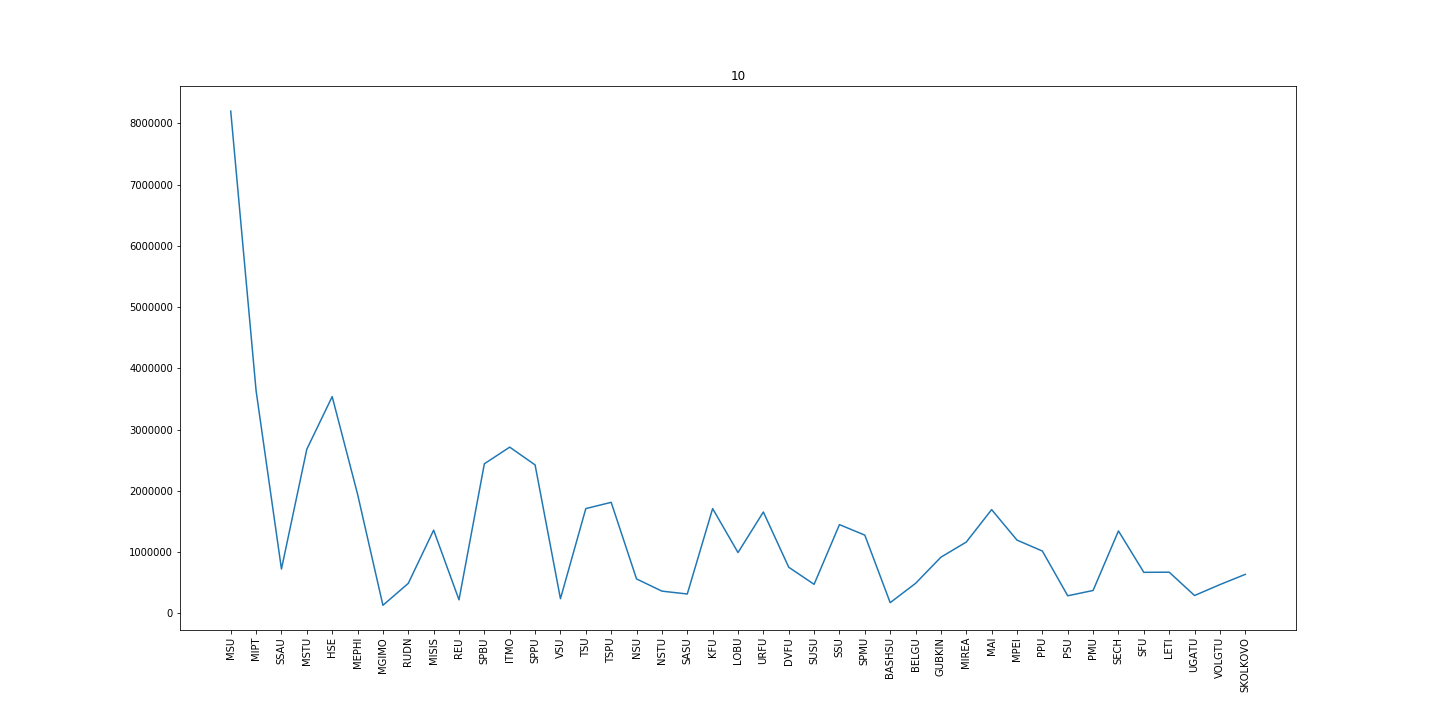 10
8000000
7000000
6000000
5000000
4000000
3000000
2000000
1000000
0
MSU
MIPT
SSAU
MSTU
HSE
MEPHI
MGIMO
RUDN
MISIS
REU
SPBU
ITMO
SPPU
VSU
TSU
TSPU
NSU
NSTU
SASU
KFU
LOBU
URFU
DVFU
SUSU
SSU
SPMU
BASHSU
BELGU
GUBKIN
MIREA
MAI
MPEI
PPU
PSU
PMU
SECH
SFU
LETI
UGATU
VOLGTU
SKOLKOVO